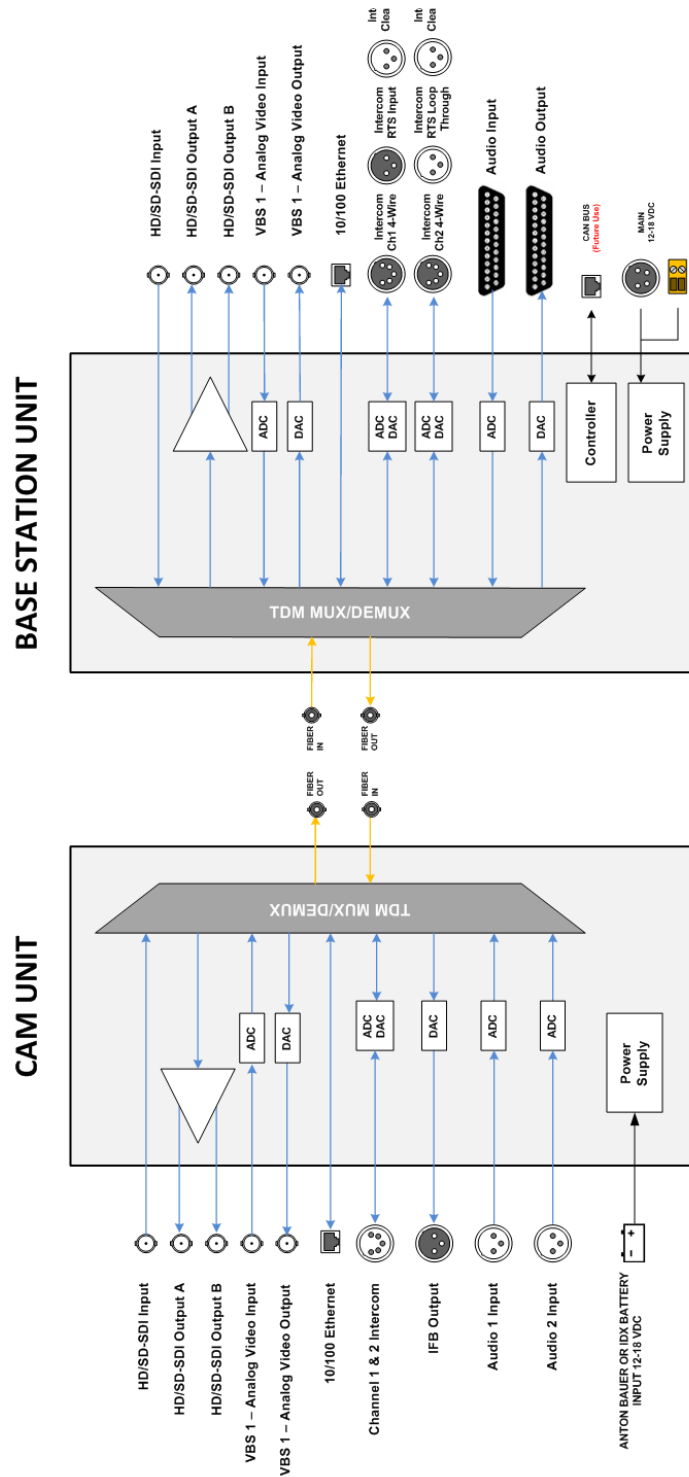 CAM UNIT
BASE STATION UNIT
HD/SD-SDI Input
HD/SD-SDI Output A
HD/SD-SDI Output B
VBS 1 – Analog Video Input
VBS 1 – Analog Video Output
10/100 Ethernet
Channel 1 & 2 Intercom
IFB Output
Audio 1 Input
Audio 2 Input
ANTON BAUER OR IDX BATTERY
INPUT 12-18 VDC
ADC
DAC
ADC
DAC
DAC
ADC
ADC
Power
Supply
TDM MUX/DEMUX
FIBER
OUT
FIBER
IN
FIBER
IN
FIBER
OUT
TDM MUX/DEMUX
ADC
DAC
ADC
DAC
ADC
DAC
ADC
DAC
Controller
Power
Supply
HD/SD-SDI Input
HD/SD-SDI Output A
HD/SD-SDI Output B
VBS 1 – Analog Video Input
VBS 1 – Analog Video Output
10/100 Ethernet
Intercom
Ch1 4-Wire
Intercom
RTS Input
Int
Clea
Intercom
Ch2 4-Wire
Intercom
RTS Loop
Through
Int
Clea
Audio Input
Audio Output
CAN BUS
(Future Use)
MAIN
12-18 VDC